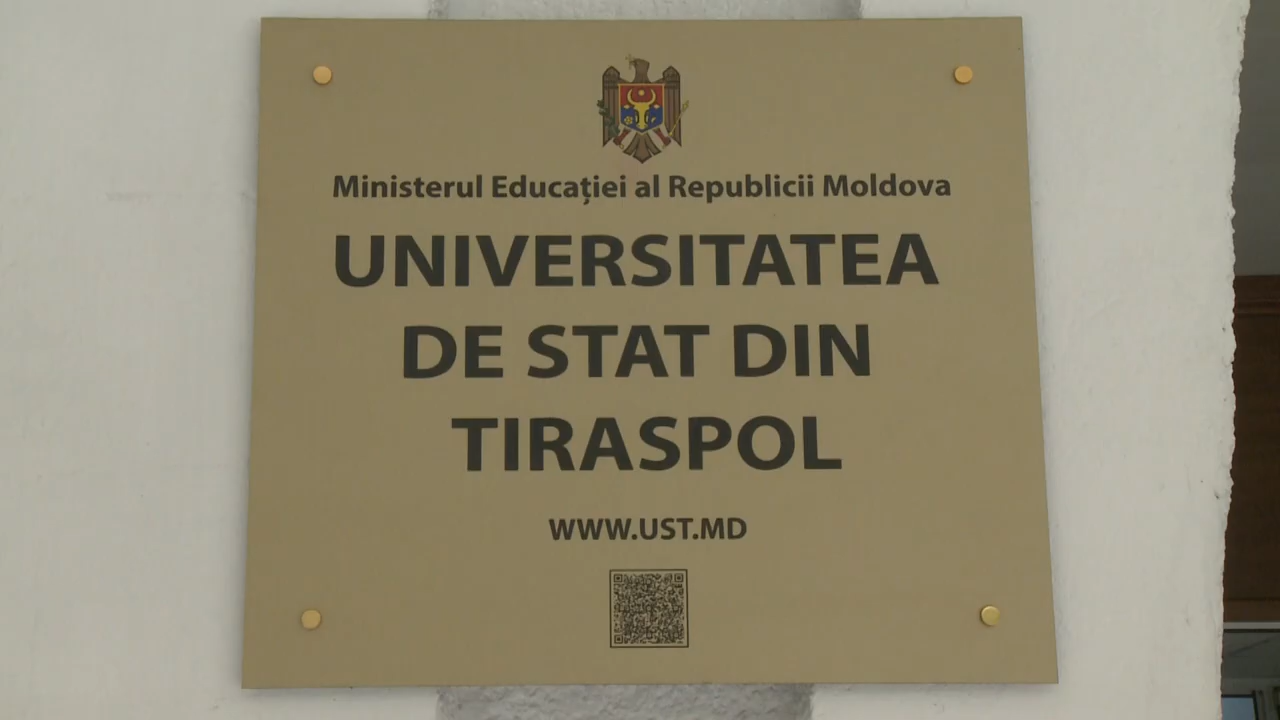 Ministerul Educației al Republicii Moldova
UNIVERSITATEA
DE STAT DIN
TIRASPOL
WWW.UST.MD